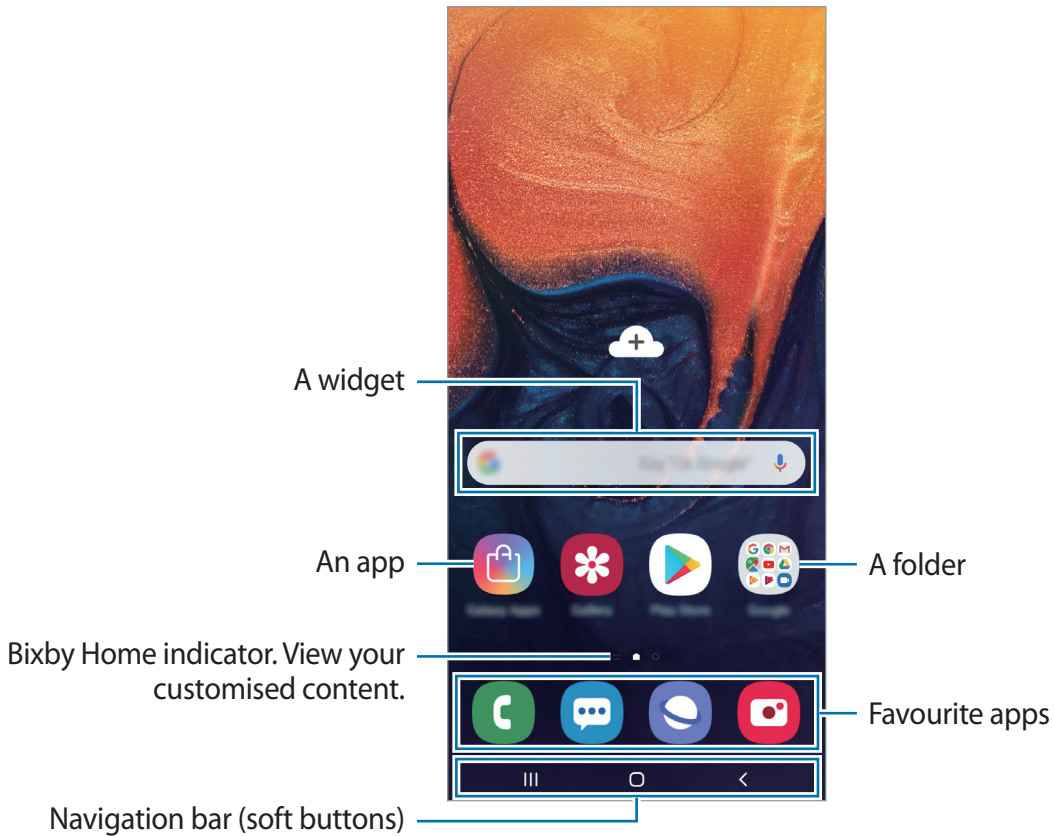 A widget
An app
A folder
Bixby Home indicator. View your
customised content.
Favourite apps
Navigation bar (soft buttons)